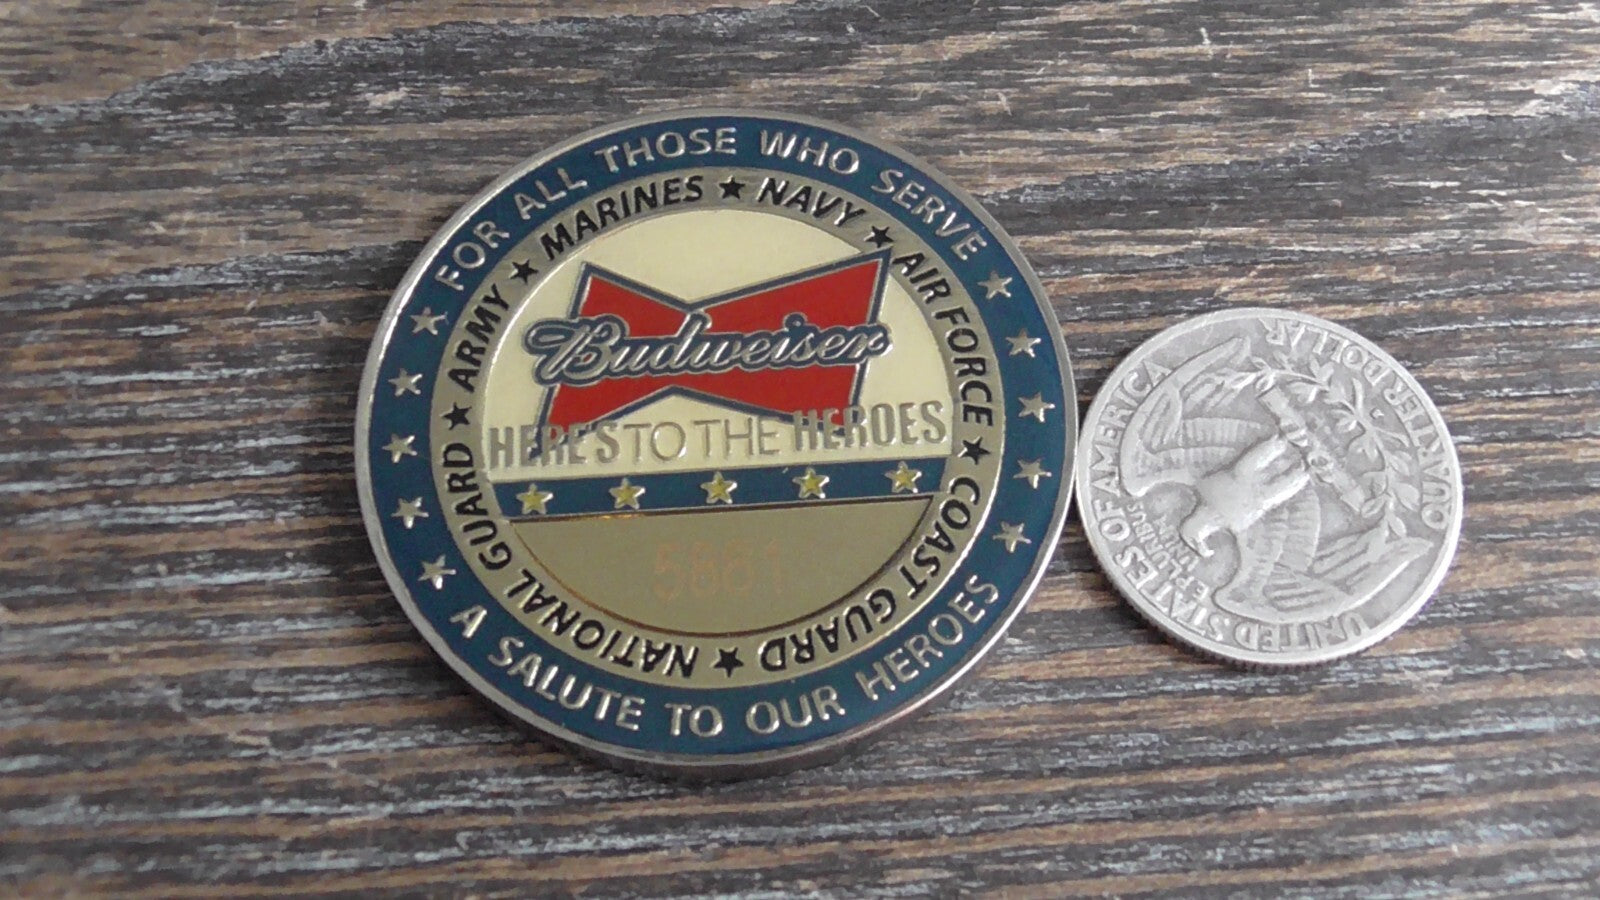 FOR ALL THOSE WHO SERVE
A SALUTE TO OUR HEROES
ARMY ★ MARINES ★ NAVY ★ AIR FORCE ★ COAST GUARD ★ NATIONAL GUARD ★
Budweiser
HERE'S TO THE HEROES
UNITED STATES OF AMERICA
E PLURIBUS
UNUM
QUARTER DOLLAR